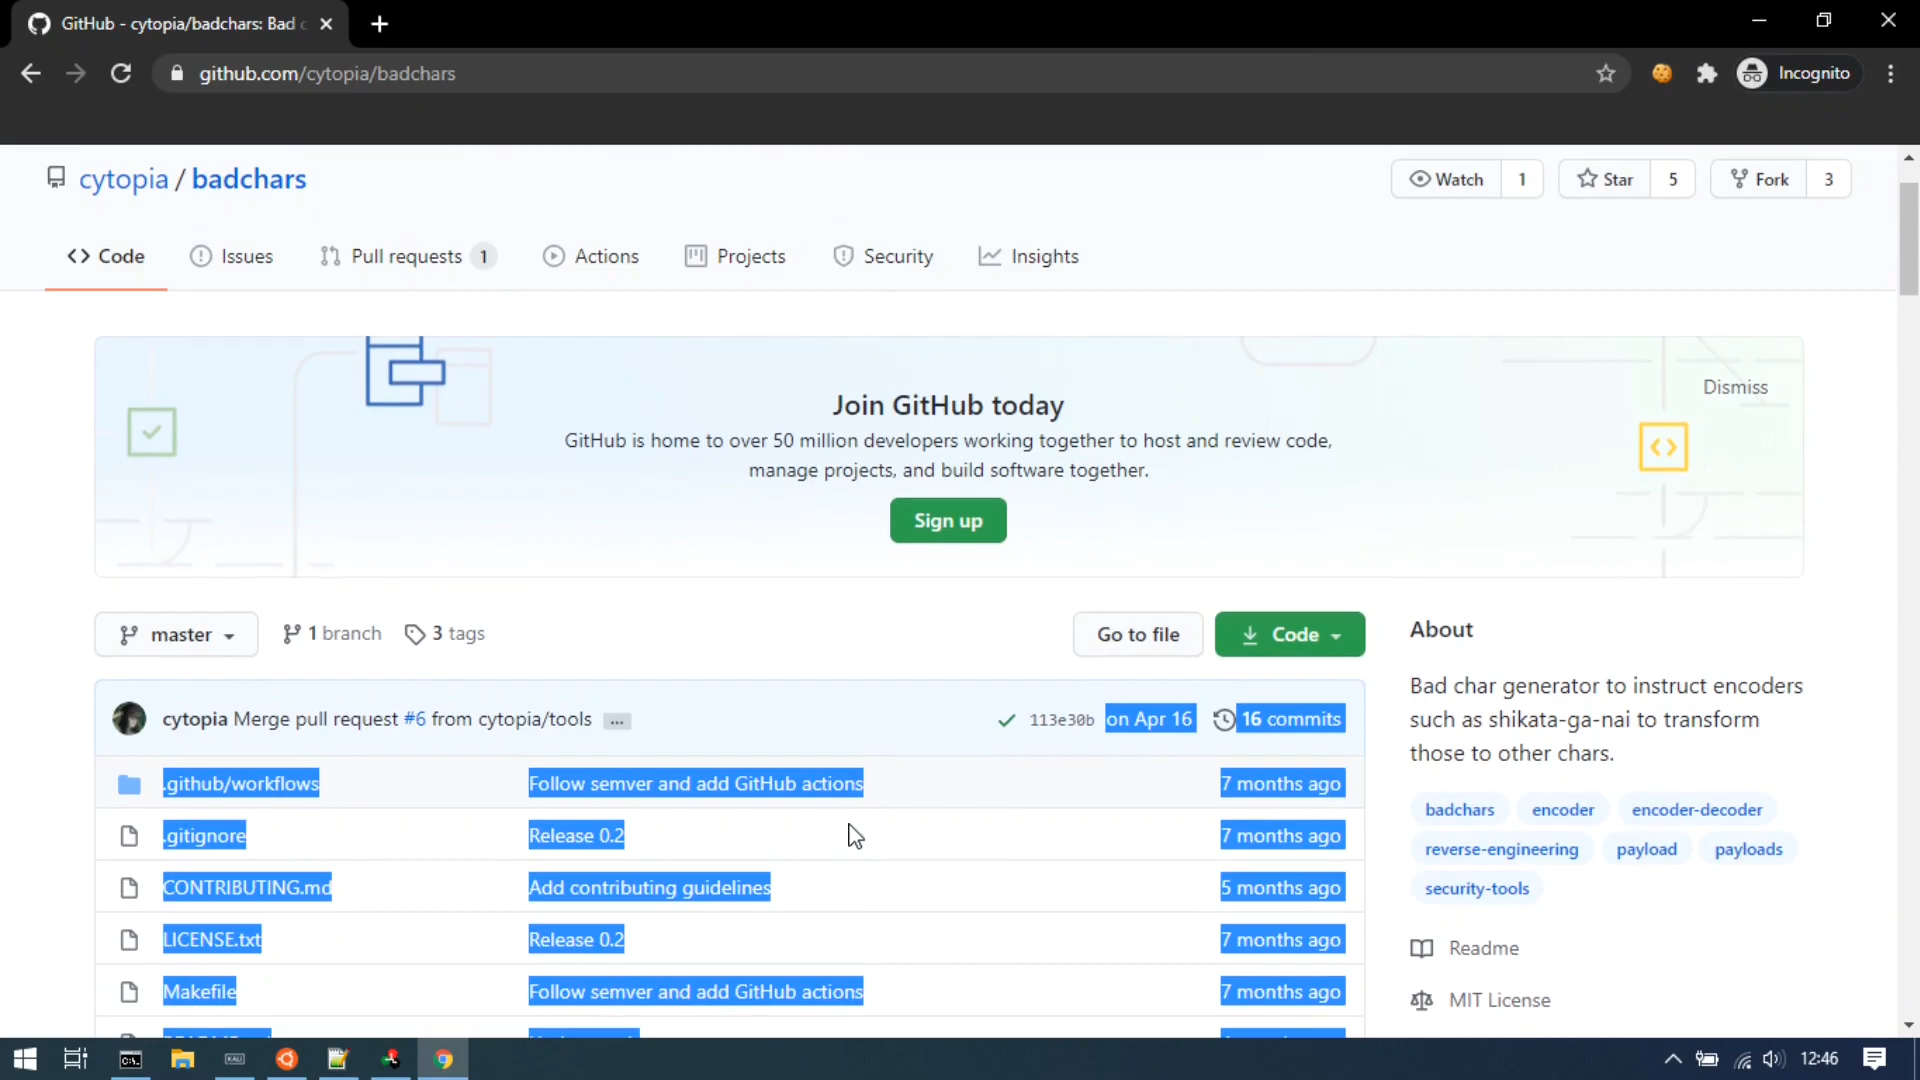 GitHub - cytopia/badchars: Bad c
github.com/cytopia/badchars
Incognito
cytopia / badchars
Watch 1
Star 5
Fork 3
Code
Issues
Pull requests 1
Actions
Projects
Security
Insights
Dismiss
Join GitHub today
GitHub is home to over 50 million developers working together to host and review code,
manage projects, and build software together.
Sign up
master
1 branch
3 tags
Go to file
Code
cytopia Merge pull request #6 from cytopia/tools ...
113e30b on Apr 16
16 commits
.github/workflows Follow semver and add GitHub actions 7 months ago
.gitignore Release 0.2 7 months ago
CONTRIBUTING.md Add contributing guidelines 5 months ago
LICENSE.txt Release 0.2 7 months ago
Makefile Follow semver and add GitHub actions 7 months ago
About
Bad char generator to instruct encoders
such as shikata-ga-nai to transform
those to other chars.
badchars encoder encoder-decoder
reverse-engineering payload payloads
security-tools
Readme
MIT License
12:46